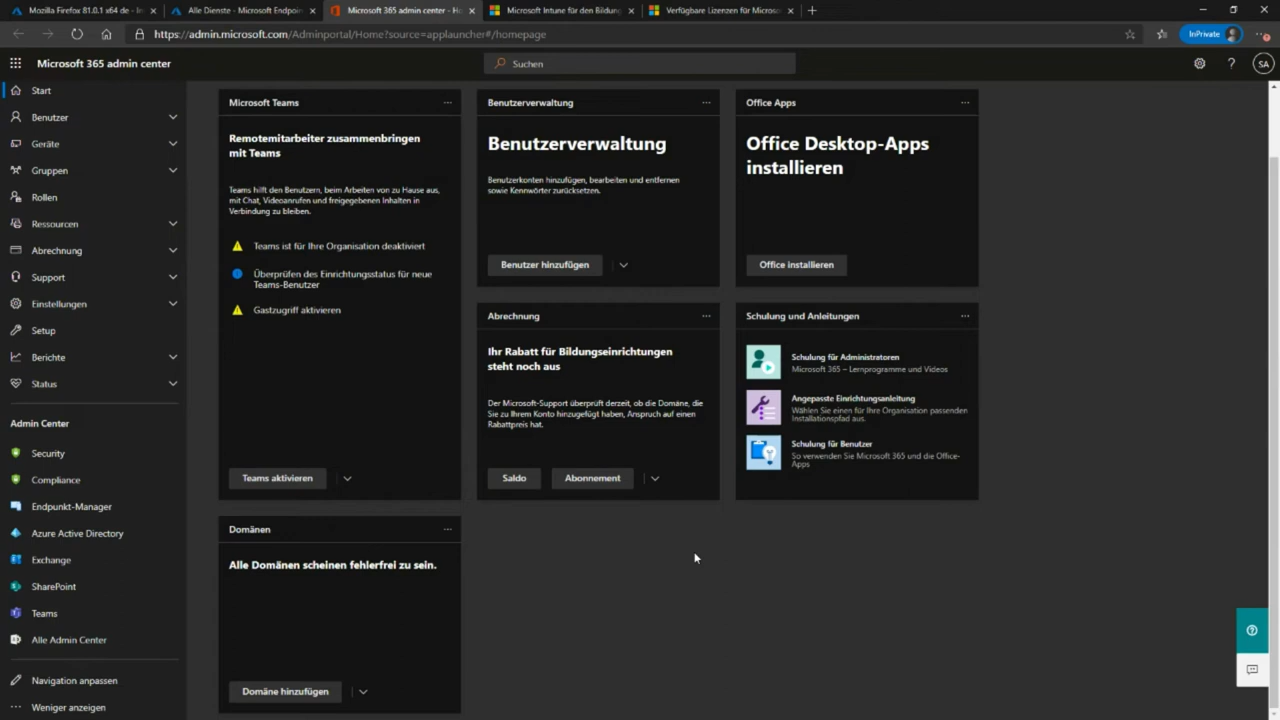 Mozilla Firefox 81.0.1 x64 de - In
Alle Dienste - Microsoft Endpoin
Microsoft 365 admin center - Ho
Microsoft Intune für den Bildung
Verfügbare Lizenzen für Microso
https://admin.microsoft.com/Adminportal/Home?source=applauncher#/homepage
InPrivate
Microsoft 365 admin center
Suchen
SA
Start
Benutzer
Geräte
Gruppen
Rollen
Ressourcen
Abrechnung
Support
Einstellungen
Setup
Berichte
Status
Admin Center
Security
Compliance
Endpunkt-Manager
Azure Active Directory
Exchange
SharePoint
Teams
Alle Admin Center
Navigation anpassen
Weniger anzeigen
Microsoft Teams
Remotemitarbeiter zusammenbringen
mit Teams
Teams hilft den Benutzern, beim Arbeiten von zu Hause aus,
mit Chat, Videoanrufen und freigegebenen Inhalten in
Verbindung zu bleiben.
Teams ist für Ihre Organisation deaktiviert
Überprüfen des Einrichtungsstatus für neue
Teams-Benutzer
Gastzugriff aktivieren
Teams aktivieren
Benutzerverwaltung
Benutzerverwaltung
Benutzerkonten hinzufügen, bearbeiten und entfernen
sowie Kennwörter zurücksetzen.
Benutzer hinzufügen
Office Apps
Office Desktop-Apps
installieren
Office installieren
Abrechnung
Ihr Rabatt für Bildungseinrichtungen
steht noch aus
Der Microsoft-Support überprüft derzeit, ob die Domäne, die
Sie zu Ihrem Konto hinzugefügt haben, Anspruch auf einen
Rabattpreis hat.
Saldo
Abonnement
Schulung und Anleitungen
Schulung für Administratoren
Microsoft 365 – Lernprogramme und Videos
Angepasste Einrichtungsanleitung
Wählen Sie einen für Ihre Organisation passenden
Installationspfad aus.
Schulung für Benutzer
So verwenden Sie Microsoft 365 und die Office-
Apps
Domänen
Alle Domänen scheinen fehlerfrei zu sein.
Domäne hinzufügen